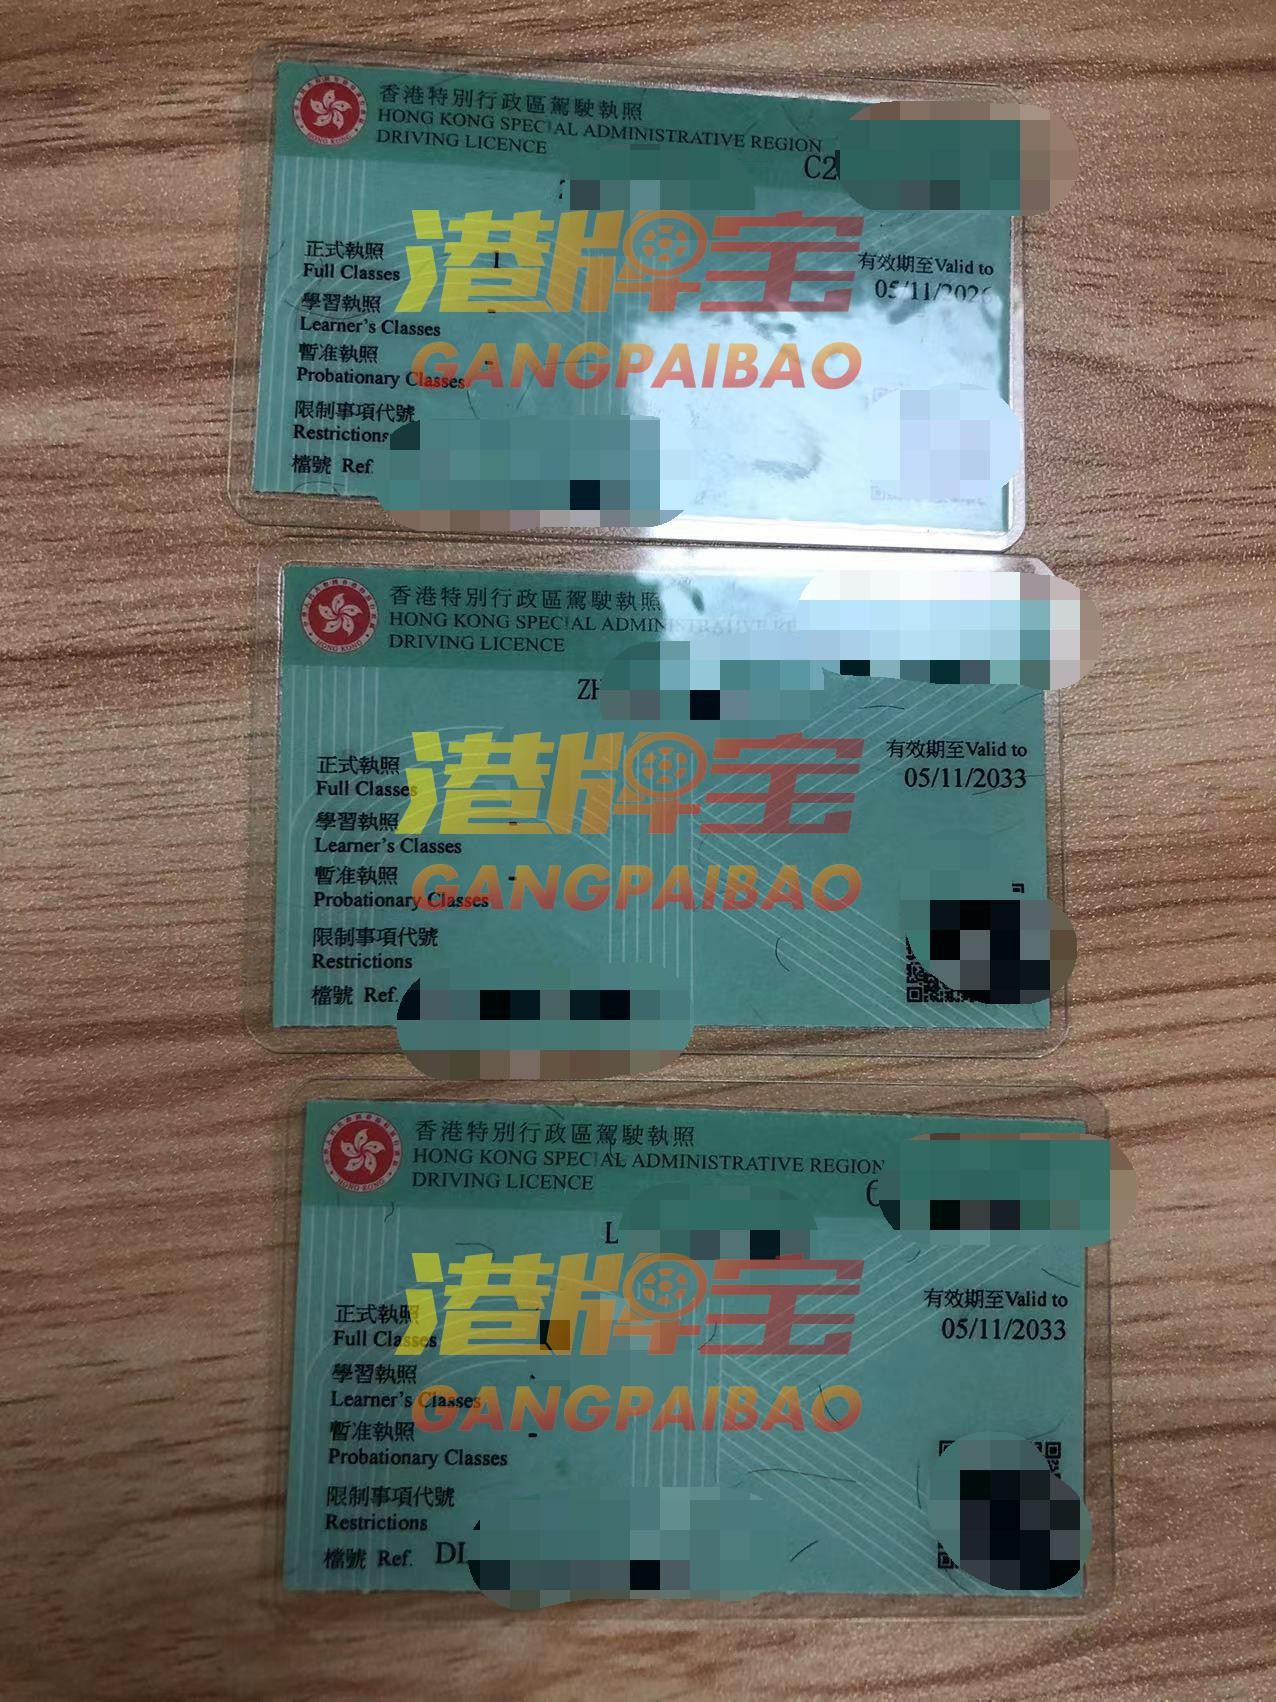 香港特別行政區駕駛執照
HONG KONG SPECIAL ADMINISTRATIVE REGION
DRIVING LICENCE
C2
正式執照
Full Classes 1
有效期至Valid to
05/11/2026
學習執照
Learner's Classes -
暫准執照
Probationary Classes -
限制事項代號
Restrictions
檔號 Ref.
港牌宝
GANGPAIBAO
香港特別行政區駕駛執照
HONG KONG SPECIAL ADMINISTRATIVE RE
DRIVING LICENCE
ZH
正式執照
Full Classes
有效期至Valid to
05/11/2033
學習執照
Learner's Classes -
暫准執照
Probationary Classes -
限制事項代號
Restrictions
檔號 Ref.
港牌宝
GANGPAIBAO
香港特別行政區駕駛執照
HONG KONG SPECIAL ADMINISTRATIVE REGION
DRIVING LICENCE
L
正式執照
Full Classes
有效期至Valid to
05/11/2033
學習執照
Learner's Classes
暫准執照
Probationary Classes -
限制事項代號
Restrictions
檔號 Ref. DL
港牌宝
GANGPAIBAO